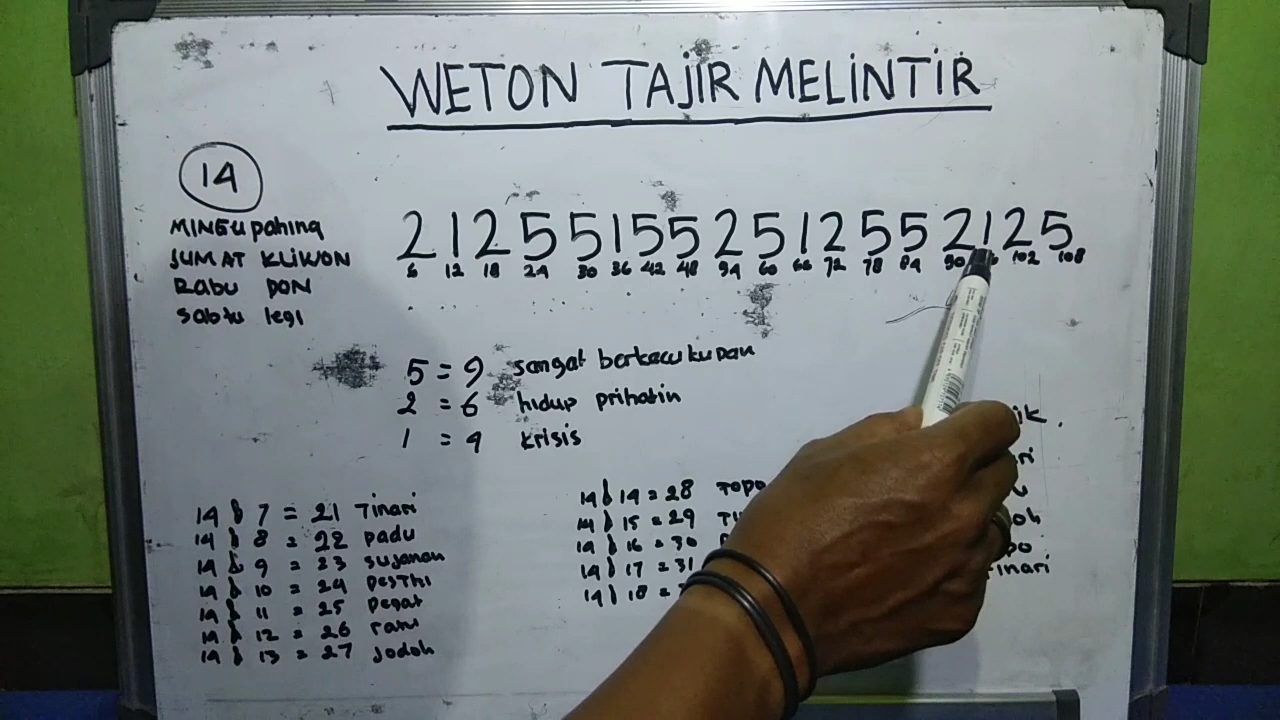 WETON TAJIR MELINTIR
14
MINGU pahing
JUMAT KLIWON
Rabu PON
Sabtu legi
2 1 2 5 5 1 5 5 2 5 1 2 5 5 2 1 2 5.
6 12 18 24 30 36 42 48 54 60 66 72 78 84 90 102 108
5 = 9 sangat berkecukupan
2 = 6 hidup prihatin
1 = 4 krisis
14 & 7 = 21 Tinari
14 & 8 = 22 padu
14 & 9 = 23 sujanan
14 & 10 = 24 pesthi
14 & 11 = 25 pegat
14 & 12 = 26 ratu
14 & 13 = 27 jodoh
14 & 14 = 28 TOPO
14 & 15 = 29
14 & 16 = 30
14 & 17 = 31
14 & 18 =